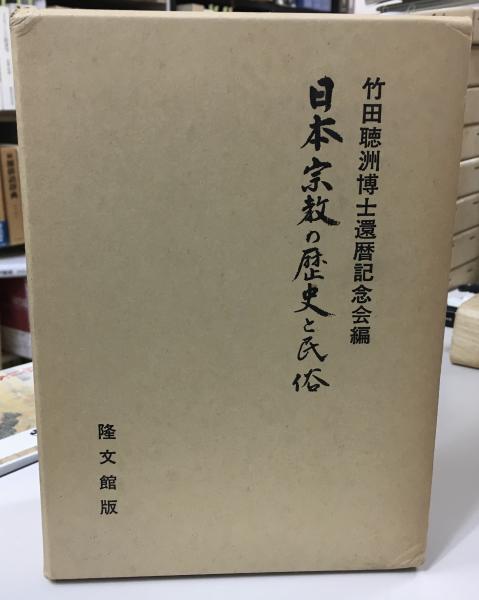 竹田聴洲博士還暦記念会編
日本宗教の歴史と民俗
隆文館版